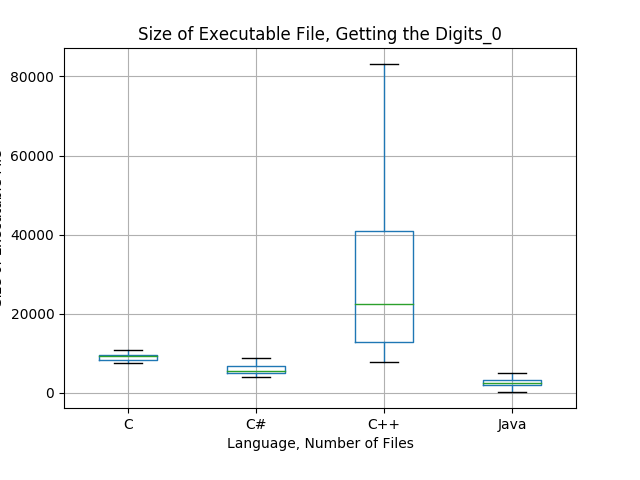 Size of Executable File, Getting the Digits_0
80000
60000
40000
20000
0
C
C#
C++
Java
Language, Number of Files